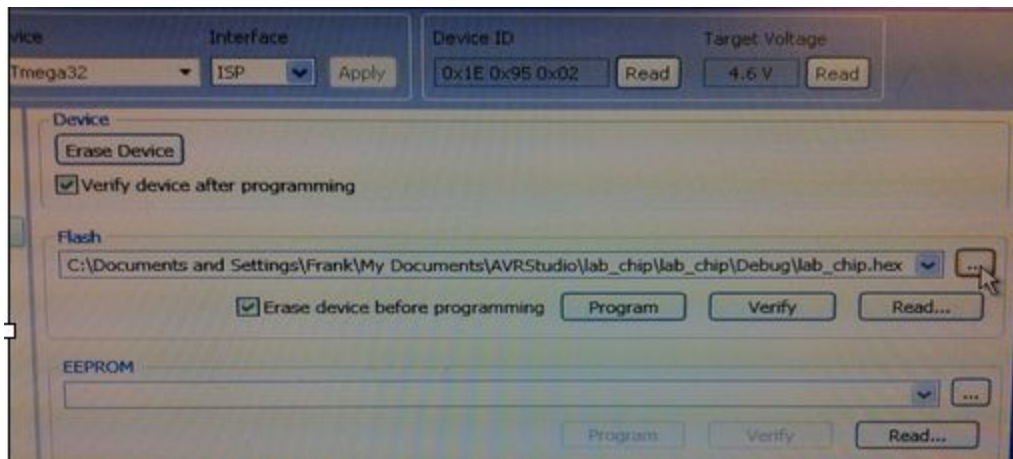 vice Interface Device ID Target Voltage
Tmega32 ISP Apply 0x1E 0x95 0x02 Read 4.6 V Read
Device
Erase Device
Verify device after programming
Flash
C:\Documents and Settings\Frank\My Documents\AVRStudio\lab_chip\lab_chip\Debug\lab_chip.hex ...
Erase device before programming Program Verify Read...
EEPROM
...
Program Verify Read...